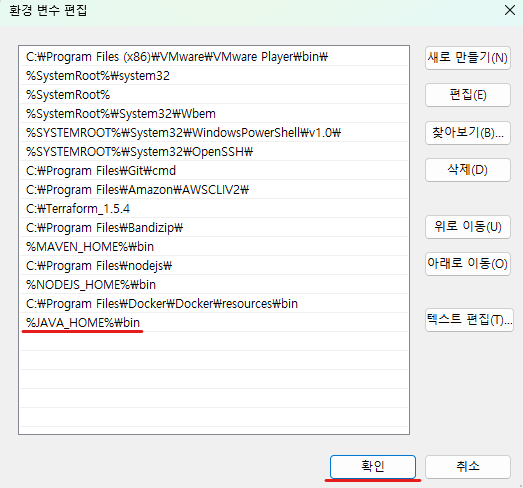 환경 변수 편집
C:₩Program Files (x86)₩VMware₩VMware Player₩bin₩
%SystemRoot%₩system32
%SystemRoot%
%SystemRoot%₩System32₩Wbem
%SYSTEMROOT%₩System32₩WindowsPowerShell₩v1.0₩
%SYSTEMROOT%₩System32₩OpenSSH₩
C:₩Program Files₩Git₩cmd
C:₩Program Files₩Amazon₩AWSCLIV2₩
C:₩Terraform_1.5.4
C:₩Program Files₩Bandizip₩
%MAVEN_HOME%₩bin
C:₩Program Files₩nodejs₩
%NODEJS_HOME%₩bin
C:₩Program Files₩Docker₩Docker₩resources₩bin
%JAVA_HOME%₩bin
새로 만들기(N)
편집(E)
찾아보기(B)...
삭제(D)
위로 이동(U)
아래로 이동(O)
텍스트 편집(T)...
확인
취소